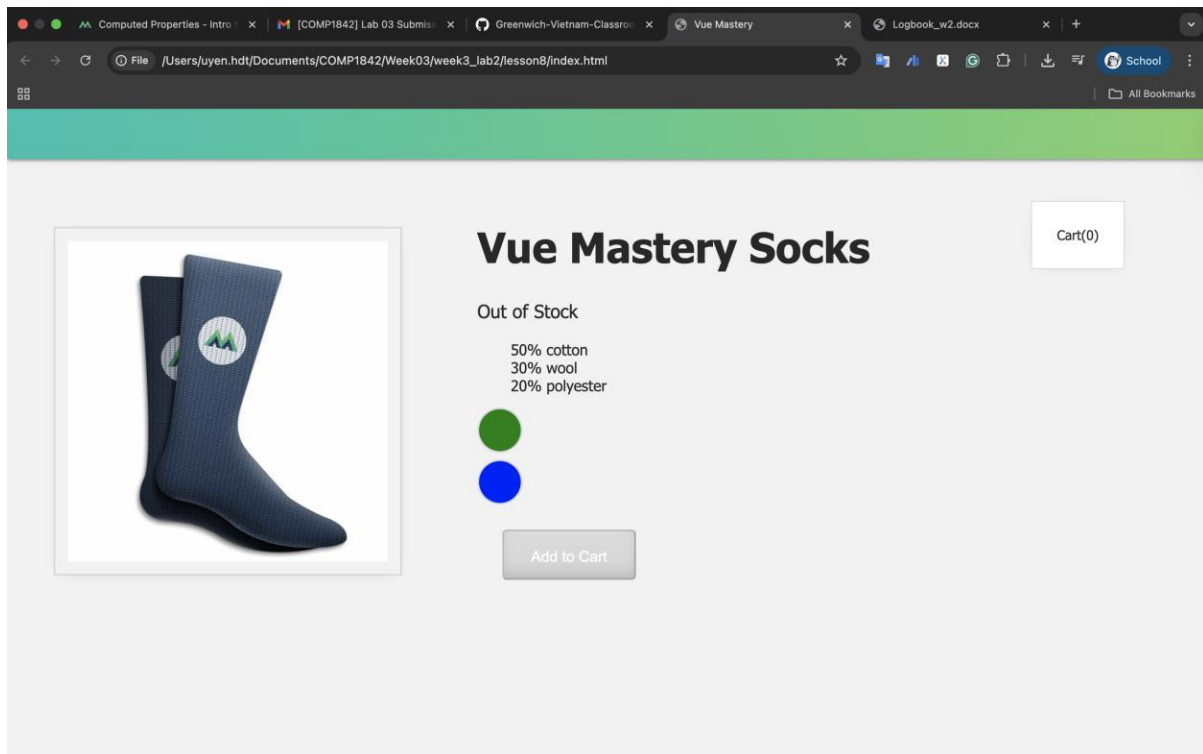 Computed Properties - Intro
[COMP1842] Lab 03 Submiss
Greenwich-Vietnam-Classroo
Vue Mastery
Logbook_w2.docx
File /Users/uyen.hdt/Documents/COMP1842/Week03/week3_lab2/lesson8/index.html
School
All Bookmarks
Cart(0)
Vue Mastery Socks
Out of Stock
50% cotton
30% wool
20% polyester
Add to Cart